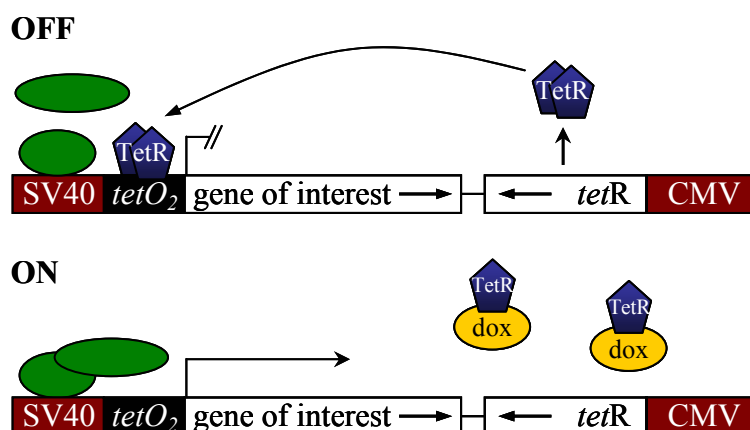 OFF
TetR
TetR
SV40 tetO2 gene of interest tetR CMV
ON
TetR
dox
TetR
dox
SV40 tetO2 gene of interest tetR CMV